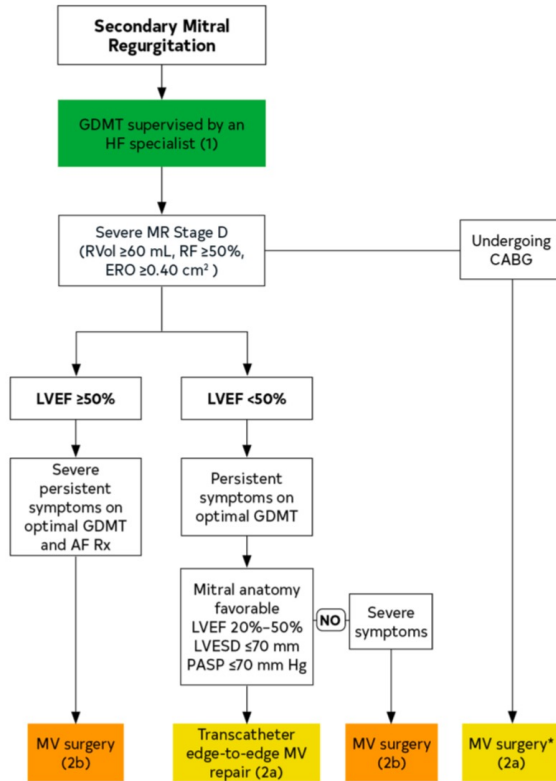 Secondary Mitral
Regurgitation
GDMT supervised by an
HF specialist (1)
Severe MR Stage D
(RVol ≥60 mL, RF ≥50%,
ERO ≥0.40 cm² )
Undergoing
CABG
LVEF ≥50%
LVEF <50%
Severe
persistent
symptoms on
optimal GDMT
and AF Rx
Persistent
symptoms on
optimal GDMT
Mitral anatomy
favorable
LVEF 20%–50%
LVESD ≤70 mm
PASP ≤70 mm Hg
NO
Severe
symptoms
MV surgery
(2b)
Transcatheter
edge-to-edge MV
repair (2a)
MV surgery
(2b)
MV surgery*
(2a)